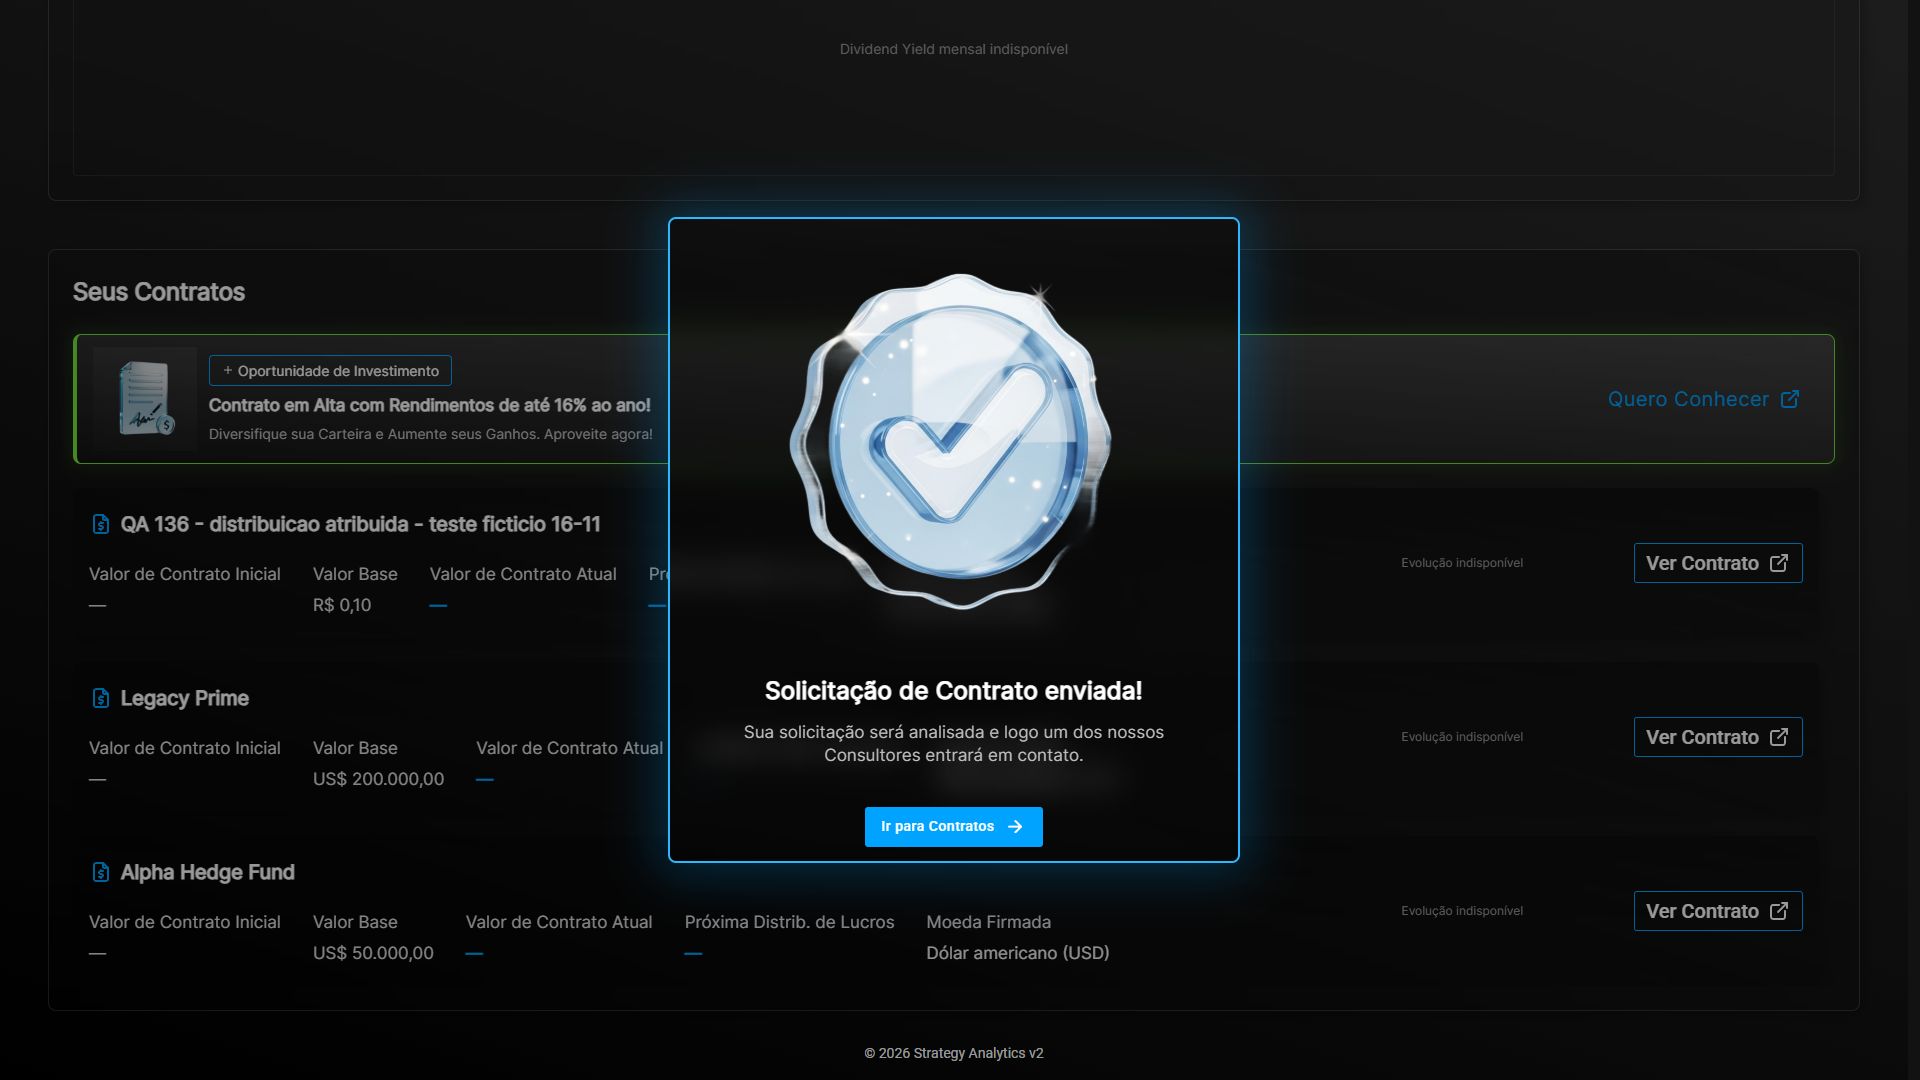 Dividend Yield mensal indisponível
Seus Contratos
+ Oportunidade de Investimento
Contrato em Alta com Rendimentos de até 16% ao ano!
Diversifique sua Carteira e Aumente seus Ganhos. Aproveite agora!
Quero Conhecer
QA 136 - distribuicao atribuida - teste ficticio 16-11
Valor de Contrato Inicial Valor Base Valor de Contrato Atual
— R$ 0,10 — —
Evolução indisponível
Ver Contrato
Legacy Prime
Valor de Contrato Inicial Valor Base Valor de Contrato Atual
— US$ 200.000,00 —
Evolução indisponível
Ver Contrato
Alpha Hedge Fund
Valor de Contrato Inicial Valor Base Valor de Contrato Atual Próxima Distrib. de Lucros Moeda Firmada
— US$ 50.000,00 — — Dólar americano (USD)
Evolução indisponível
Ver Contrato
Solicitação de Contrato enviada!
Sua solicitação será analisada e logo um dos nossos
Consultores entrará em contato.
Ir para Contratos
© 2026 Strategy Analytics v2